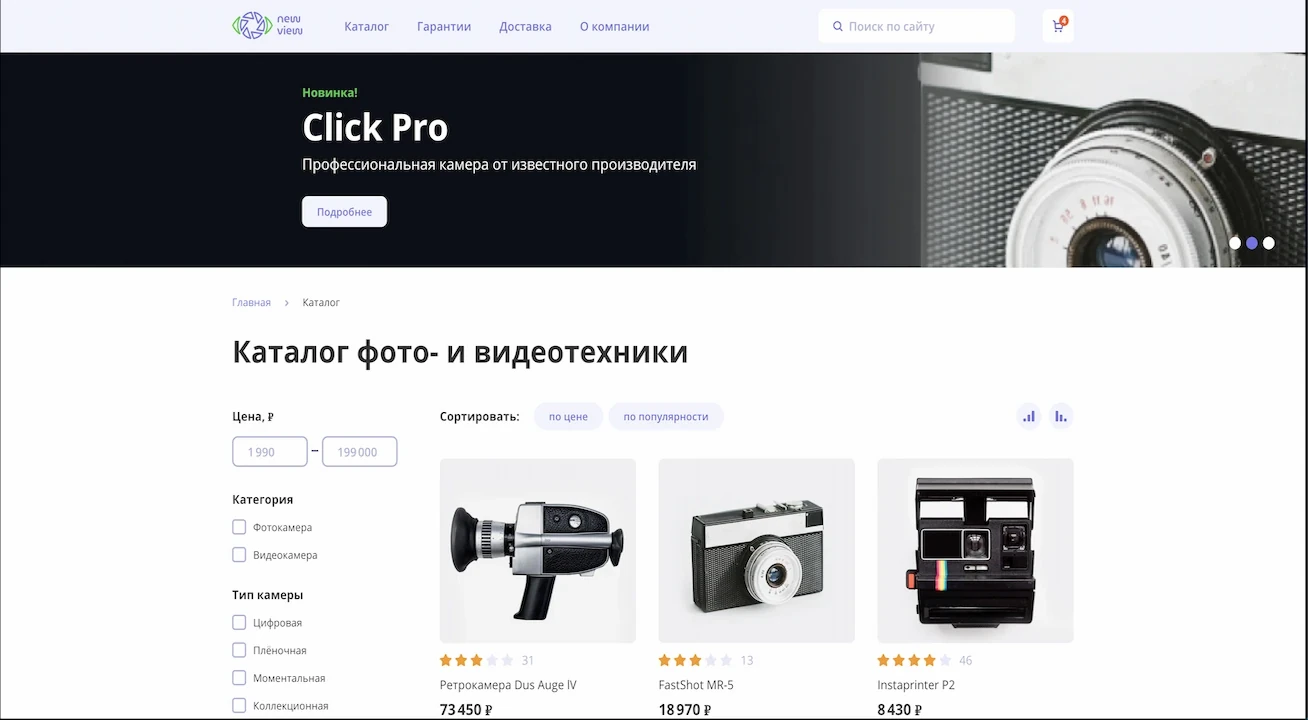 new
view
Каталог
Гарантии
Доставка
О компании
Поиск по сайту
4
Новинка!
Click Pro
Профессиональная камера от известного производителя
Подробнее
Главная › Каталог
Каталог фото- и видеотехники
Цена, ₽
1 990 – 199 000
Категория
Фотокамера
Видеокамера
Тип камеры
Цифровая
Плёночная
Моментальная
Коллекционная
Сортировать: по цене по популярности
31
Ретрокамера Dus Auge lV
73 450 ₽
13
FastShot MR-5
18 970 ₽
46
Instaprinter P2
8 430 ₽